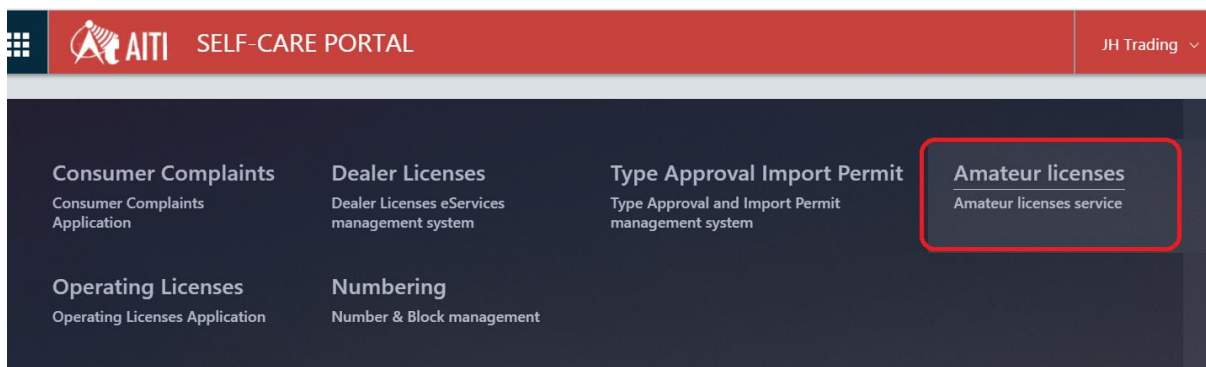 AITI SELF-CARE PORTAL JH Trading
Consumer Complaints
Consumer Complaints
Application
Dealer Licenses
Dealer Licenses eServices
management system
Type Approval Import Permit
Type Approval and Import Permit
management system
Amateur licenses
Amateur licenses service
Operating Licenses
Operating Licenses Application
Numbering
Number & Block management